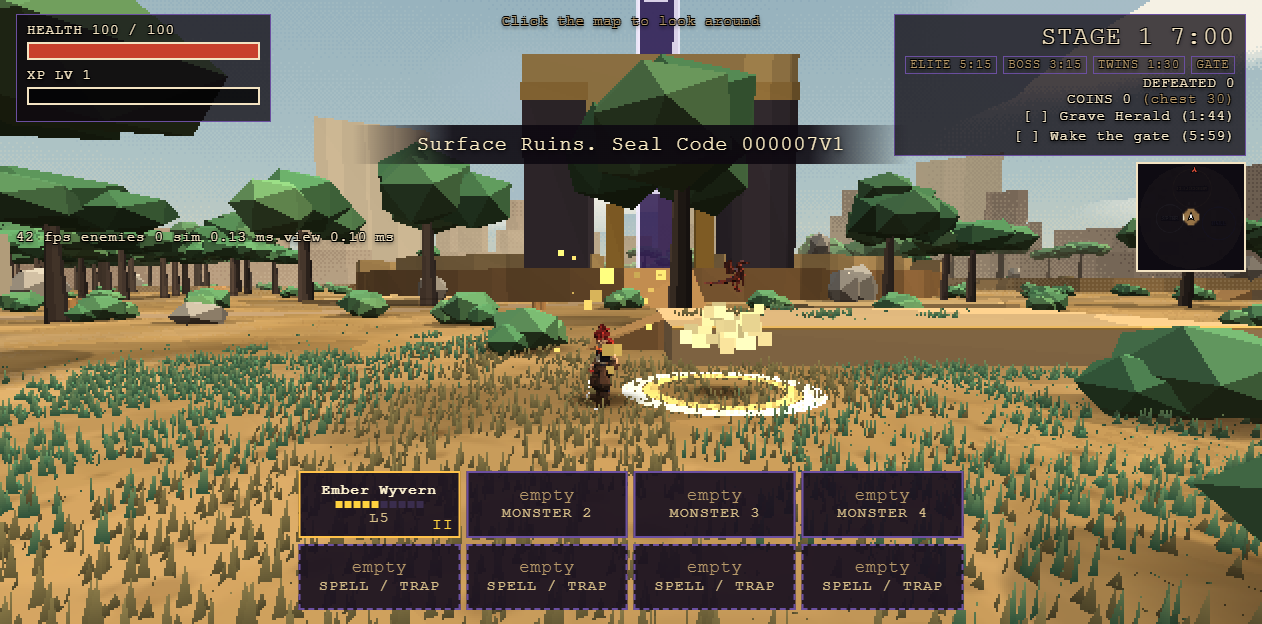 HEALTH 100 / 100
XP LV 1
Click the map to look around
STAGE 1 7:00
ELITE 5:15 BOSS 3:15 TWINS 1:30 GATE
DEFEATED 0
COINS 0 (chest 30)
[ ] Grave Herald (1:44)
[ ] Wake the gate (5:59)
Surface Ruins. Seal Code 000007V1
42 fps enemies 0 sim 0.13 ms view 0.10 ms
Ember Wyvern
L5
II
empty
MONSTER 2
empty
MONSTER 3
empty
MONSTER 4
empty
SPELL / TRAP
empty
SPELL / TRAP
empty
SPELL / TRAP
empty
SPELL / TRAP